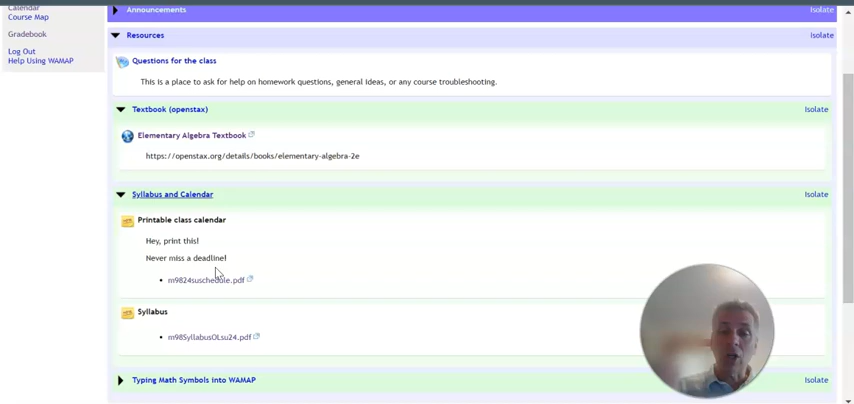 Calendar
Course Map
Gradebook
Log Out
Help Using WAMAP
Announcements
Isolate
Resources
Isolate
Questions for the class
This is a place to ask for help on homework questions, general ideas, or any course troubleshooting.
Textbook (openstax)
Isolate
Elementary Algebra Textbook
https://openstax.org/details/books/elementary-algebra-2e
Syllabus and Calendar
Isolate
Printable class calendar
Hey, print this!
Never miss a deadline!
m9824suschedule.pdf
Syllabus
m98SyllabusOLsu24.pdf
Typing Math Symbols into WAMAP
Isolate